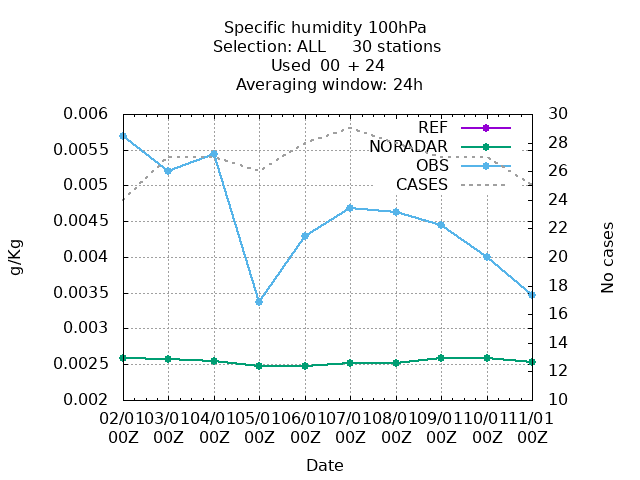 Specific humidity 100hPa
Selection: ALL 30 stations
Used 00 + 24
Averaging window: 24h
0.006
0.0055
0.005
0.0045
0.004
0.0035
0.003
0.0025
0.002
g/Kg
REF
NORADAR
OBS
CASES
30
28
26
24
22
20
18
16
14
12
10
No cases
02/01 03/01 04/01 05/01 06/01 07/01 08/01 09/01 10/01 11/01
00Z 00Z 00Z 00Z 00Z 00Z 00Z 00Z 00Z 00Z
Date